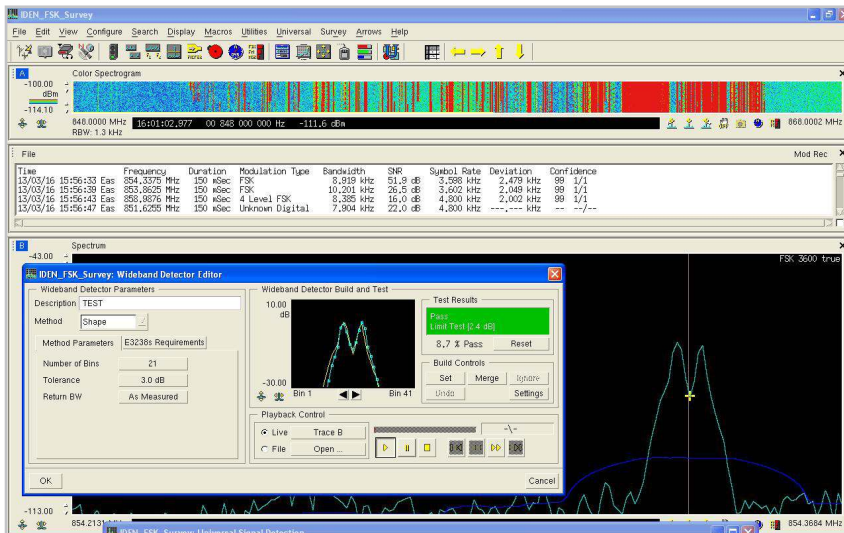 IDEN_FSK_Survey
File Edit View Configure Search Display Macros Utilities Universal Survey Arrows Help
A Color Spectrogram
-100.00
dBm
-114.10
848.0000 MHz 16:01:02.977 00 848 000 000 Hz -111.6 dBm 868.0002 MHz
RBW: 1.3 kHz
File Mod Rec
Time Frequency Duration Modulation Type Bandwidth SNR Symbol Rate Deviation Confidence
13/03/16 15:56:33 Eas 854.3375 MHz 150 mSec FSK 8.919 kHz 51.9 dB 3.598 kHz 2.479 kHz 99 1/1
13/03/16 15:56:39 Eas 853.8625 MHz 150 mSec FSK 10.201 kHz 26.5 dB 3.602 kHz 2.049 kHz 99 1/1
13/03/16 15:56:43 Eas 858.9876 MHz 150 mSec 4 Level FSK 8.385 kHz 16.0 dB 4.800 kHz 2.002 kHz 99 1/1
13/03/16 15:56:47 Eas 851.6255 MHz 150 mSec Unknown Digital 7.904 kHz 22.0 dB 4.800 kHz ---.--- kHz -- --/--
B Spectrum
-43.00
FSK 3600 true
IDEN_FSK_Survey: Wideband Detector Editor
Wideband Detector Parameters
Description TEST
Method Shape
Method Parameters E3238s Requirements
Number of Bins 21
Tolerance 3.0 dB
Return BW As Measured
Wideband Detector Build and Test
10.00
dB
-30.00
Bin 1 Bin 41
Test Results
Pass
Limit Test [2.4 dB]
8.7 % Pass Reset
Build Controls
Set Merge Ignore
Undo Settings
Playback Control
Live Trace B -\-
File Open ...
OK Cancel
-113.00
854.2131 854.3684 MHz
IDEN_FSK_Survey: Universal Signal Detection